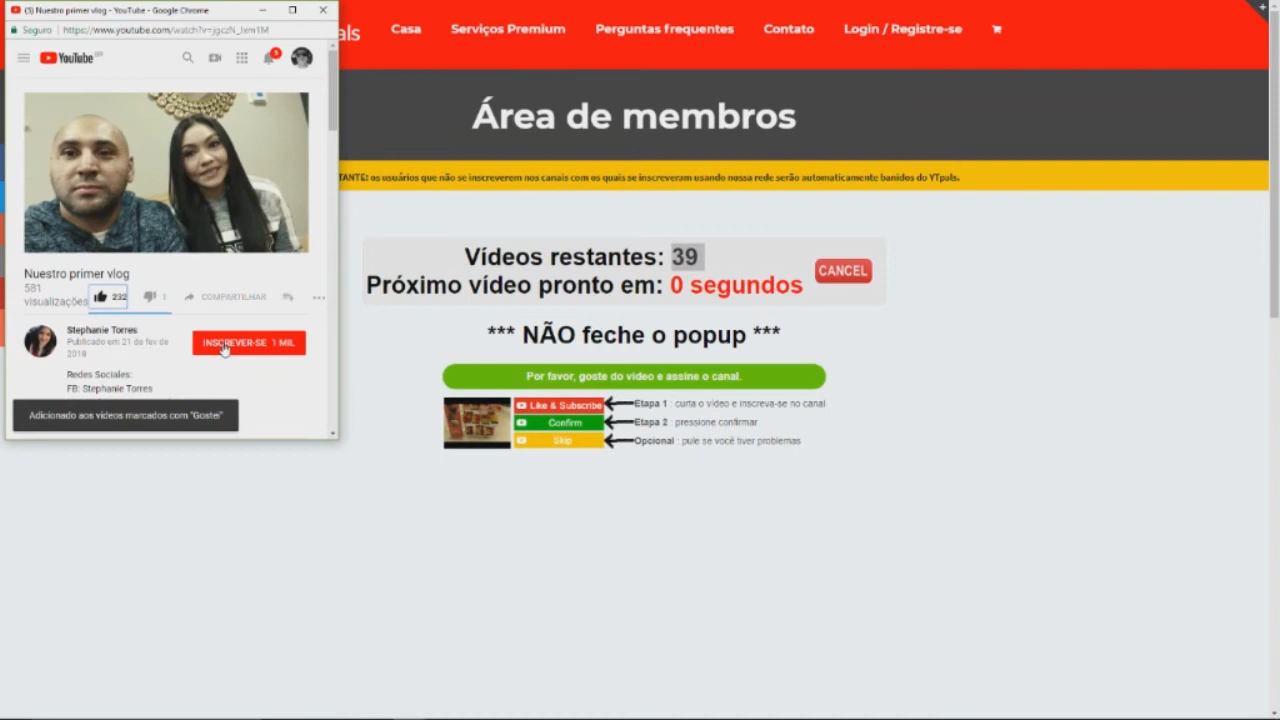 (5) Nuestro primer vlog - YouTube - Google Chrome
Seguro
YouTube BR
5
Nuestro primer vlog
581
visualizações
232
1
COMPARTILHAR
Stephanie Torres
Publicado em 21 de fev de
2018
INSCREVER-SE 1 MIL
Redes Sociales:
FB: Stephanie Torres
Adicionado aos vídeos marcados com "Gostei"
als
Casa
Serviços Premium
Perguntas frequentes
Contato
Login / Registre-se
Área de membros
TANTE: os usuários que não se inscreverem nos canais com os quais se inscreveram usando nossa rede serão automaticamente banidos do YTpals.
Vídeos restantes: 39
Próximo vídeo pronto em: 0 segundos
CANCEL
*** NÃO feche o popup ***
Por favor, goste do vídeo e assine o canal.
Like & Subscribe
Etapa 1 : curta o vídeo e inscreva-se no canal
Confirm
Etapa 2 : pressione confirmar
Skip
Opcional : pule se você tiver problemas